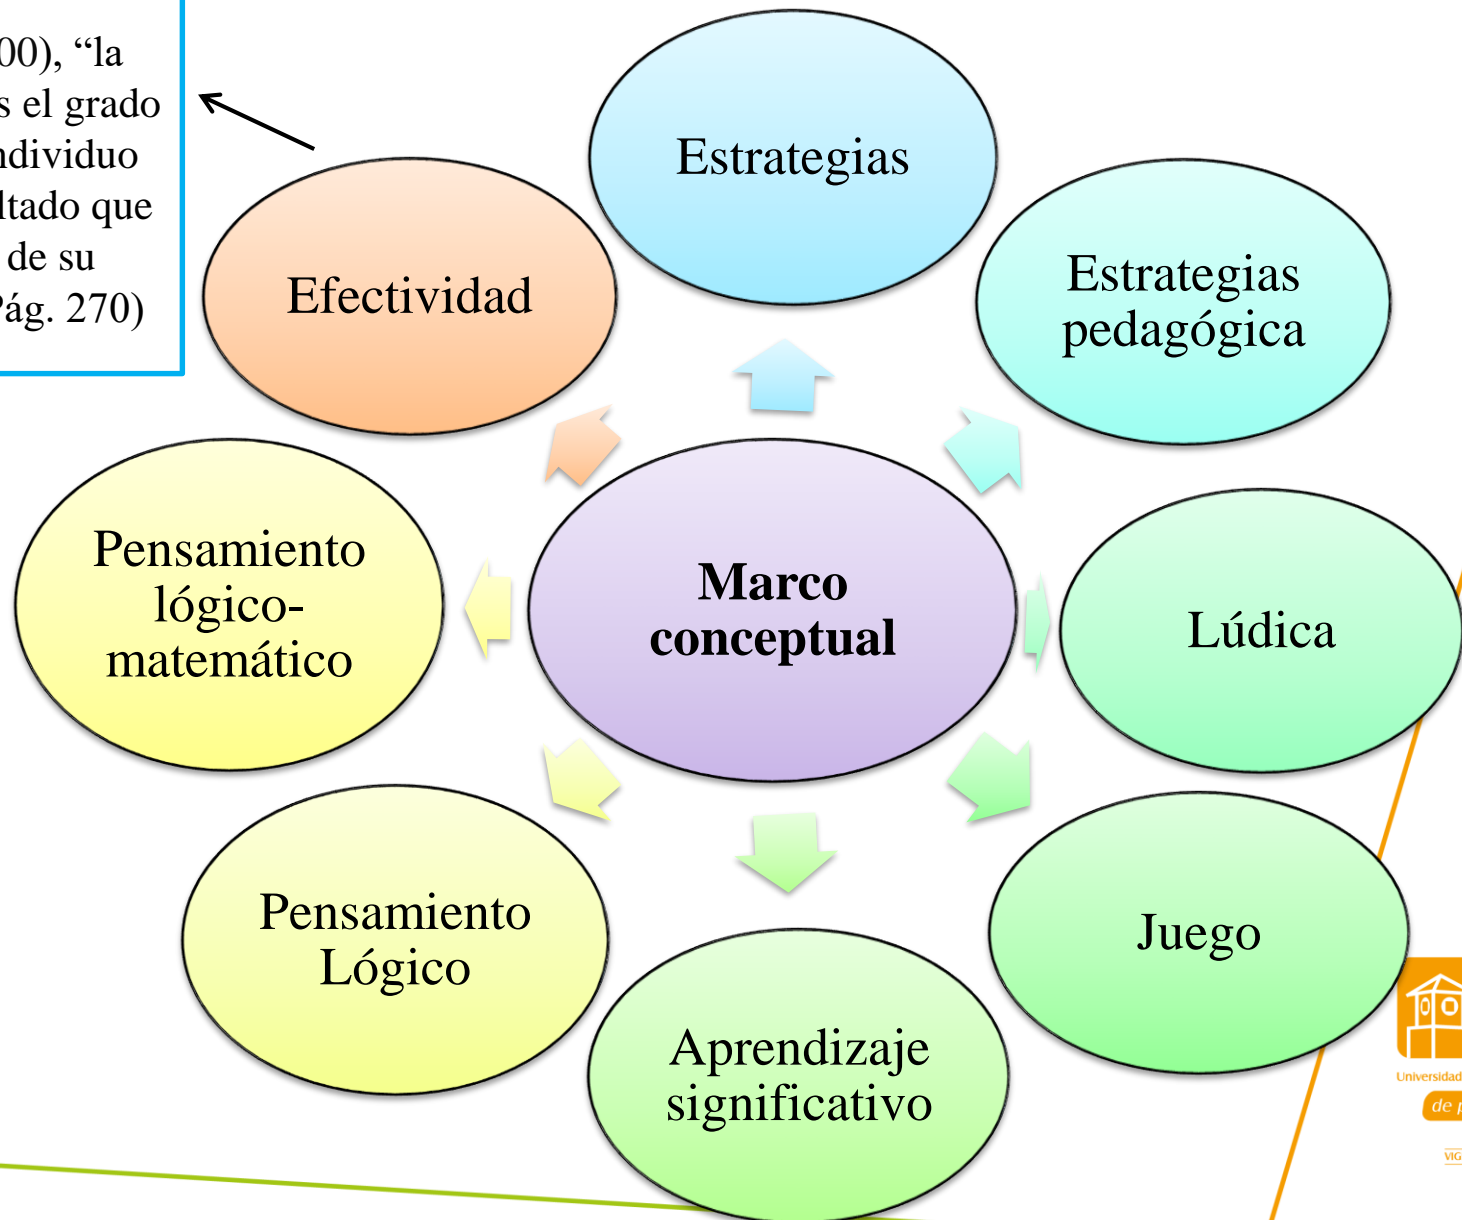 00), “la
s el grado
ndividuo
ltado que
de su
Pág. 270)
Estrategias
Efectividad
Estrategias
pedagógica
Pensamiento
lógico-
matemático
Marco
conceptual
Lúdica
Pensamiento
Lógico
Juego
Aprendizaje
significativo
Universidad
de p
VIG